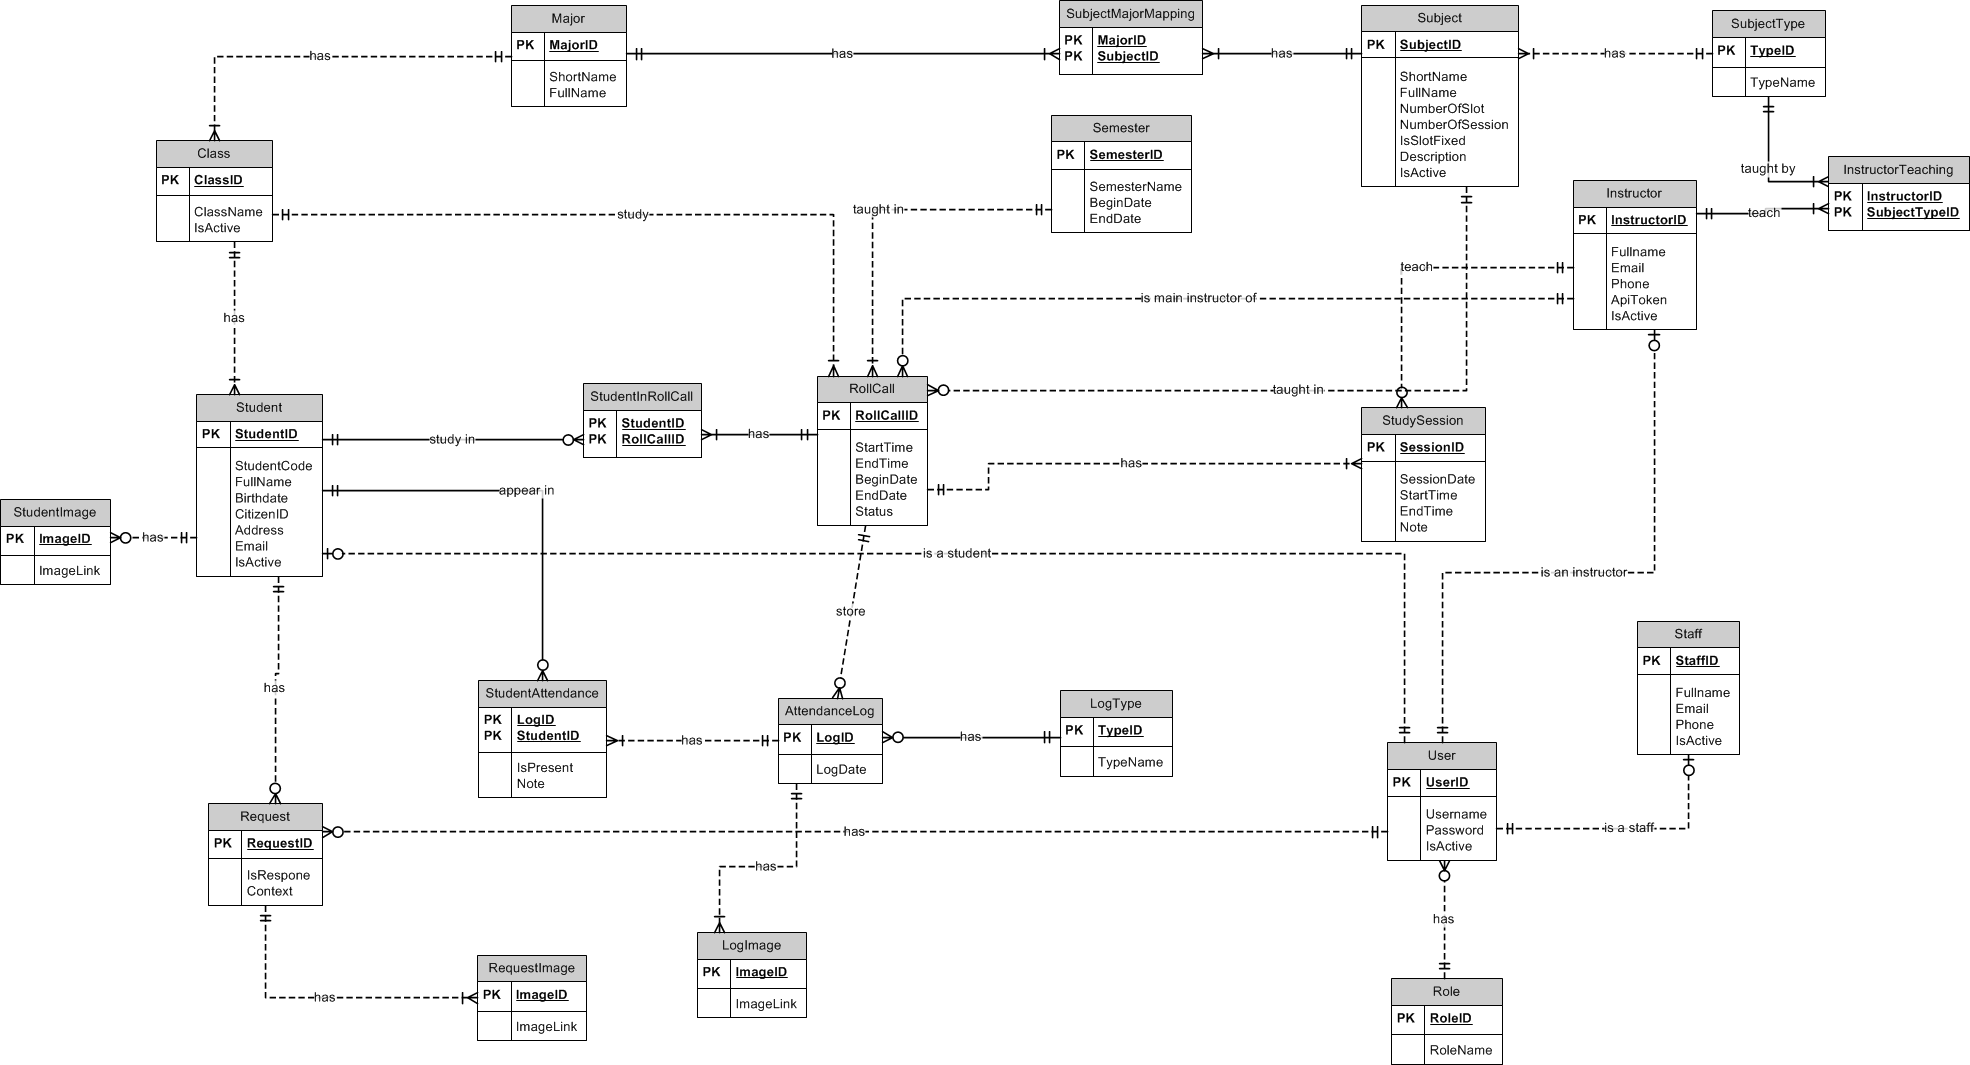 Major
PK MajorID
ShortName
FullName
SubjectMajorMapping
PK MajorID
PK SubjectID
Subject
PK SubjectID
ShortName
FullName
NumberOfSlot
NumberOfSession
IsSlotFixed
Description
IsActive
SubjectType
PK TypeID
TypeName
has
has
has
has
Class
PK ClassID
ClassName
IsActive
Semester
PK SemesterID
SemesterName
BeginDate
EndDate
taught by
InstructorTeaching
PK InstructorID
PK SubjectTypeID
Instructor
PK InstructorID
Fullname
Email
Phone
ApiToken
IsActive
study
taught in
teach
teach
is main instructor of
has
Student
PK StudentID
StudentCode
FullName
Birthdate
CitizenID
Address
Email
IsActive
StudentInRollCall
PK StudentID
PK RollCallID
RollCall
PK RollCallID
StartTime
EndTime
BeginDate
EndDate
Status
taught in
StudySession
PK SessionID
SessionDate
StartTime
EndTime
Note
study in
has
has
appear in
StudentImage
PK ImageID
ImageLink
has
is a student
is an instructor
store
Staff
PK StaffID
Fullname
Email
Phone
IsActive
has
StudentAttendance
PK LogID
PK StudentID
IsPresent
Note
AttendanceLog
PK LogID
LogDate
LogType
PK TypeID
TypeName
has
has
User
PK UserID
Username
Password
IsActive
is a staff
Request
PK RequestID
IsRespone
Context
has
has
has
LogImage
PK ImageID
ImageLink
RequestImage
PK ImageID
ImageLink
has
Role
PK RoleID
RoleName